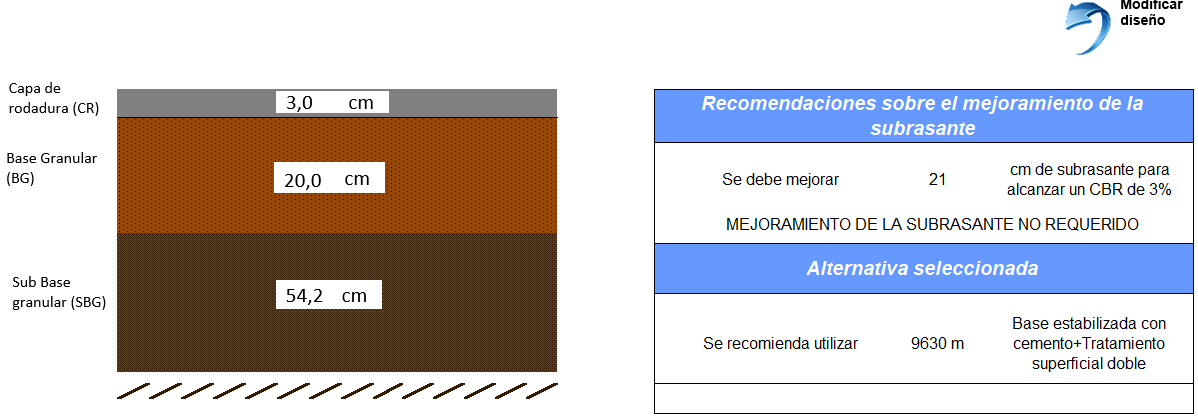 Modificar
diseño
Capa de
rodadura (CR)
3,0 cm
Base Granular
(BG)
20,0 cm
Sub Base
granular (SBG)
54,2 cm
Recomendaciones sobre el mejoramiento de la
subrasante
Se debe mejorar 21 cm de subrasante para
alcanzar un CBR de 3%
MEJORAMIENTO DE LA SUBRASANTE NO REQUERIDO
Alternativa seleccionada
Se recomienda utilizar 9630 m Base estabilizada con
cemento+Tratamiento
superficial doble